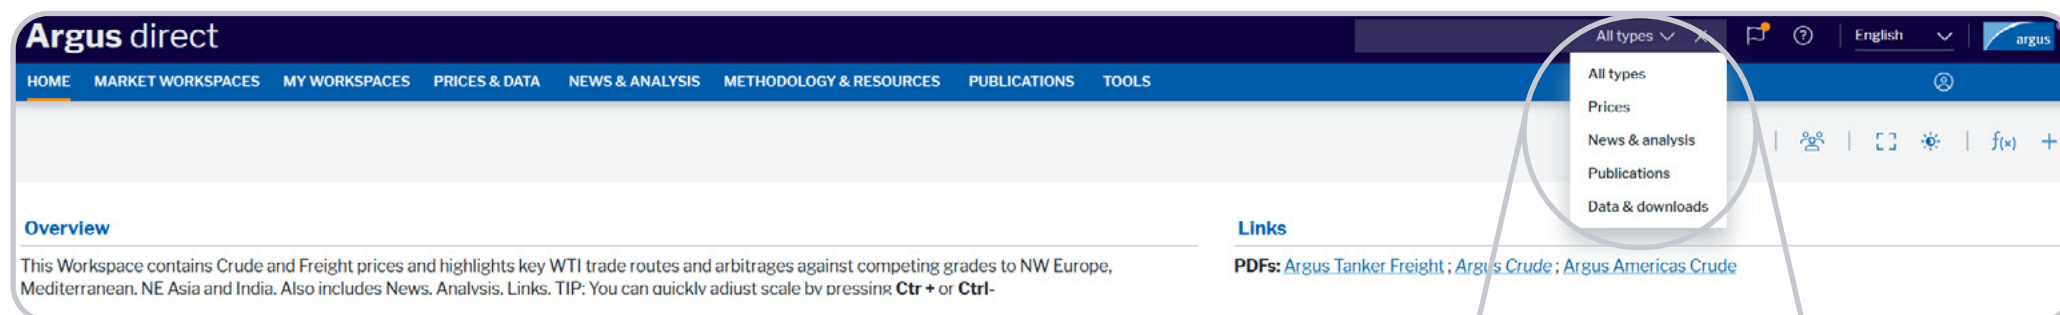 Argus direct
All types
English
argus
HOME MARKET WORKSPACES MY WORKSPACES PRICES & DATA NEWS & ANALYSIS METHODOLOGY & RESOURCES PUBLICATIONS TOOLS
All types
Prices
News & analysis
Publications
Data & downloads
f(x)
Overview
This Workspace contains Crude and Freight prices and highlights key WTI trade routes and arbitrages against competing grades to NW Europe,
Mediterranean, NE Asia and India. Also includes News, Analysis, Links. TIP: You can quickly adjust scale by pressing Ctr + or Ctrl-
Links
PDFs: Argus Tanker Freight ; Argus Crude ; Argus Americas Crude